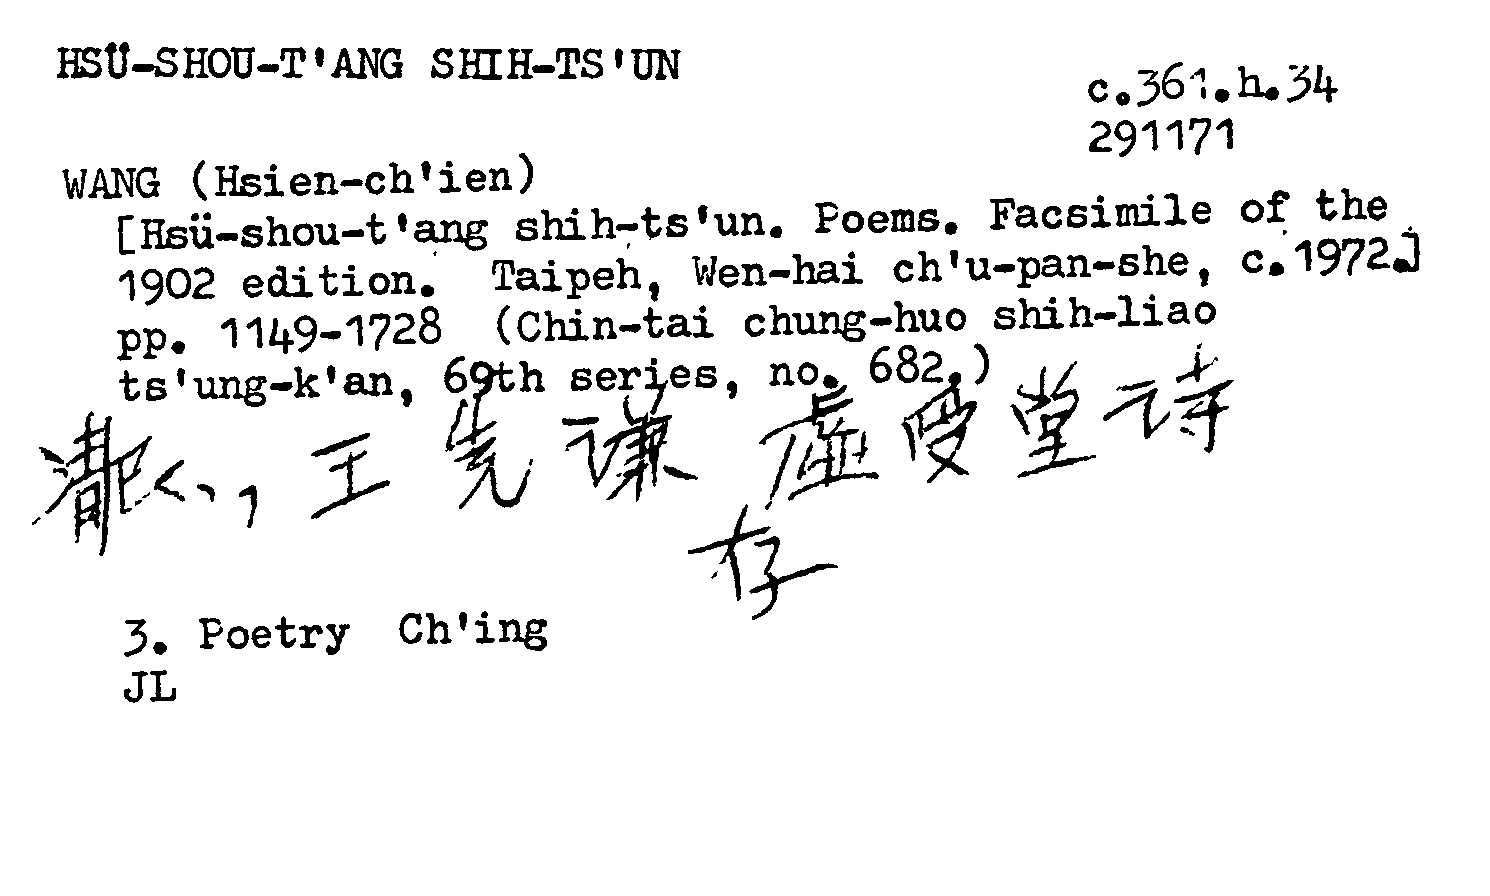 HSÜ-SHOU-T'ANG SHIH-TS'UN
c.361.h.34
291171
WANG (Hsien-ch'ien)
[Hsü-shou-t'ang shih-ts'un. Poems. Facsimile of the
1902 edition. Taipeh, Wen-hai ch'u-pan-she, c.1972.]
pp. 1149-1728 (Chin-tai chung-huo shih-liao
ts'ung-k'an, 69th series, no. 682.)
王先谦 虛受堂诗
存
3. Poetry Ch'ing
JL